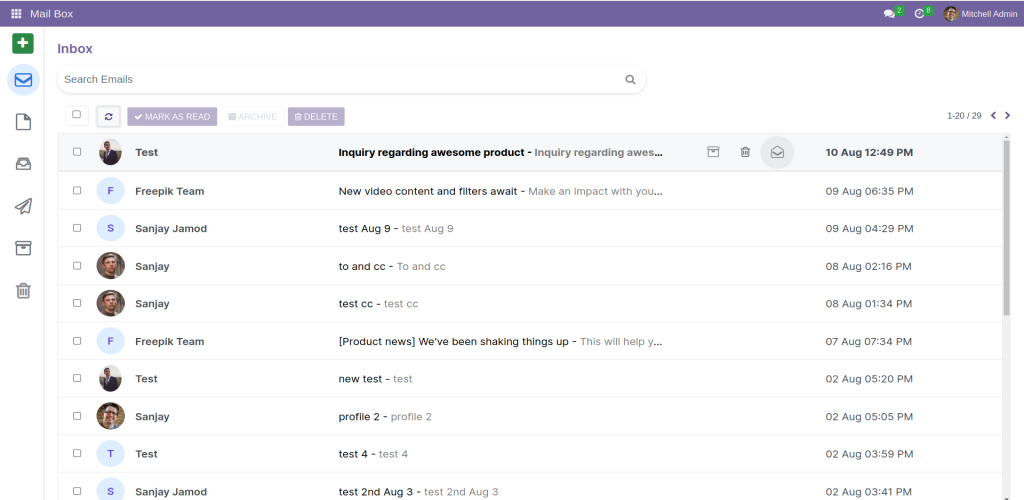 Mail Box 2 8 Mitchell Admin
Inbox
Search Emails
MARK AS READ ARCHIVE DELETE 1-20 / 29
Test Inquiry regarding awesome product - Inquiry regarding awes... 10 Aug 12:49 PM
F Freepik Team New video content and filters await - Make an impact with you... 09 Aug 06:35 PM
S Sanjay Jamod test Aug 9 - test Aug 9 09 Aug 04:29 PM
Sanjay to and cc - To and cc 08 Aug 02:16 PM
Sanjay test cc - test cc 08 Aug 01:34 PM
F Freepik Team [Product news] We've been shaking things up - This will help y... 07 Aug 07:34 PM
Test new test - test 02 Aug 05:20 PM
Sanjay profile 2 - profile 2 02 Aug 05:05 PM
T Test test 4 - test 4 02 Aug 03:59 PM
S Sanjay Jamod test 2nd Aug 3 - test 2nd Aug 3 02 Aug 03:41 PM